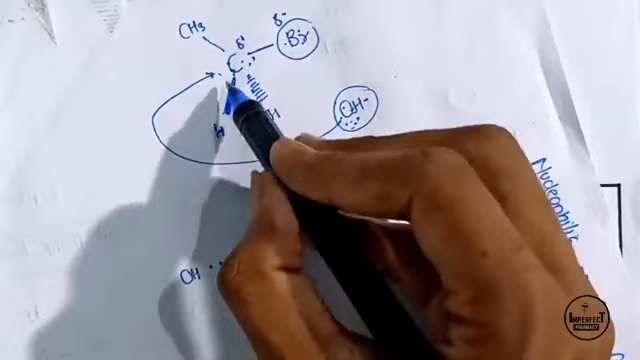 CH₃
δ+
δ-
C
Br
H
H
OH-
Nucleophilic
OH
IMPERFECT
PHARMACY